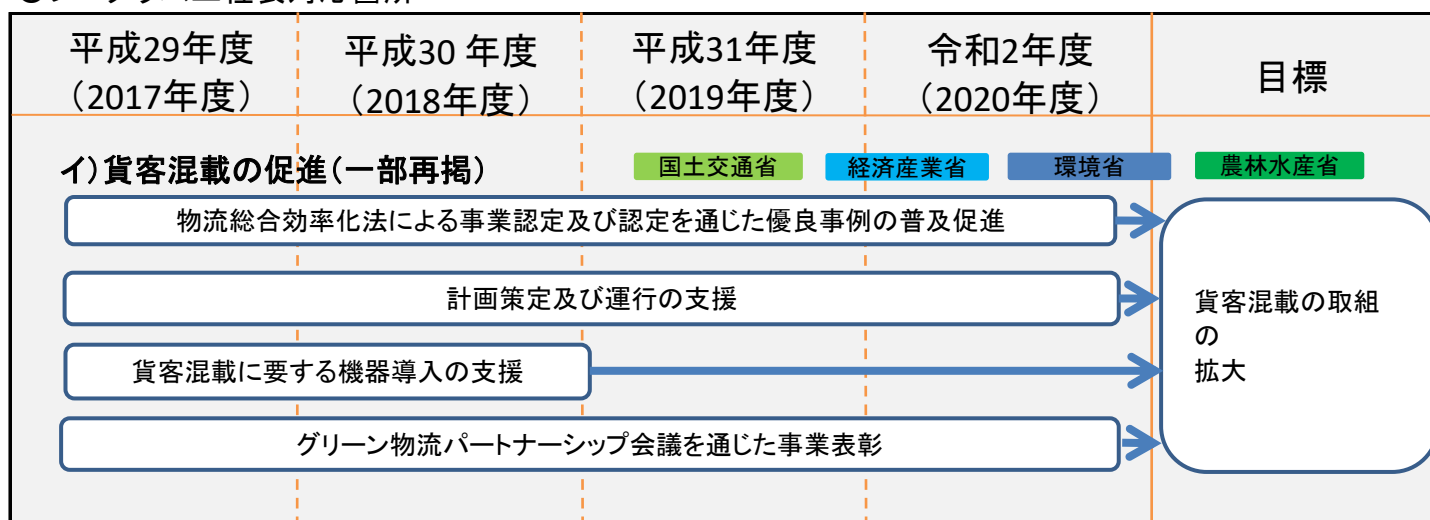 平成29年度
（2017年度）
平成30 年度
（2018年度）
平成31年度
（2019年度）
令和2年度
（2020年度）
目標
イ）貨客混載の促進（一部再掲）
国土交通省
経済産業省
環境省
農林水産省
物流総合効率化法による事業認定及び認定を通じた優良事例の普及促進
計画策定及び運行の支援
貨客混載に要する機器導入の支援
グリーン物流パートナーシップ会議を通じた事業表彰
貨客混載の取組
の
拡大